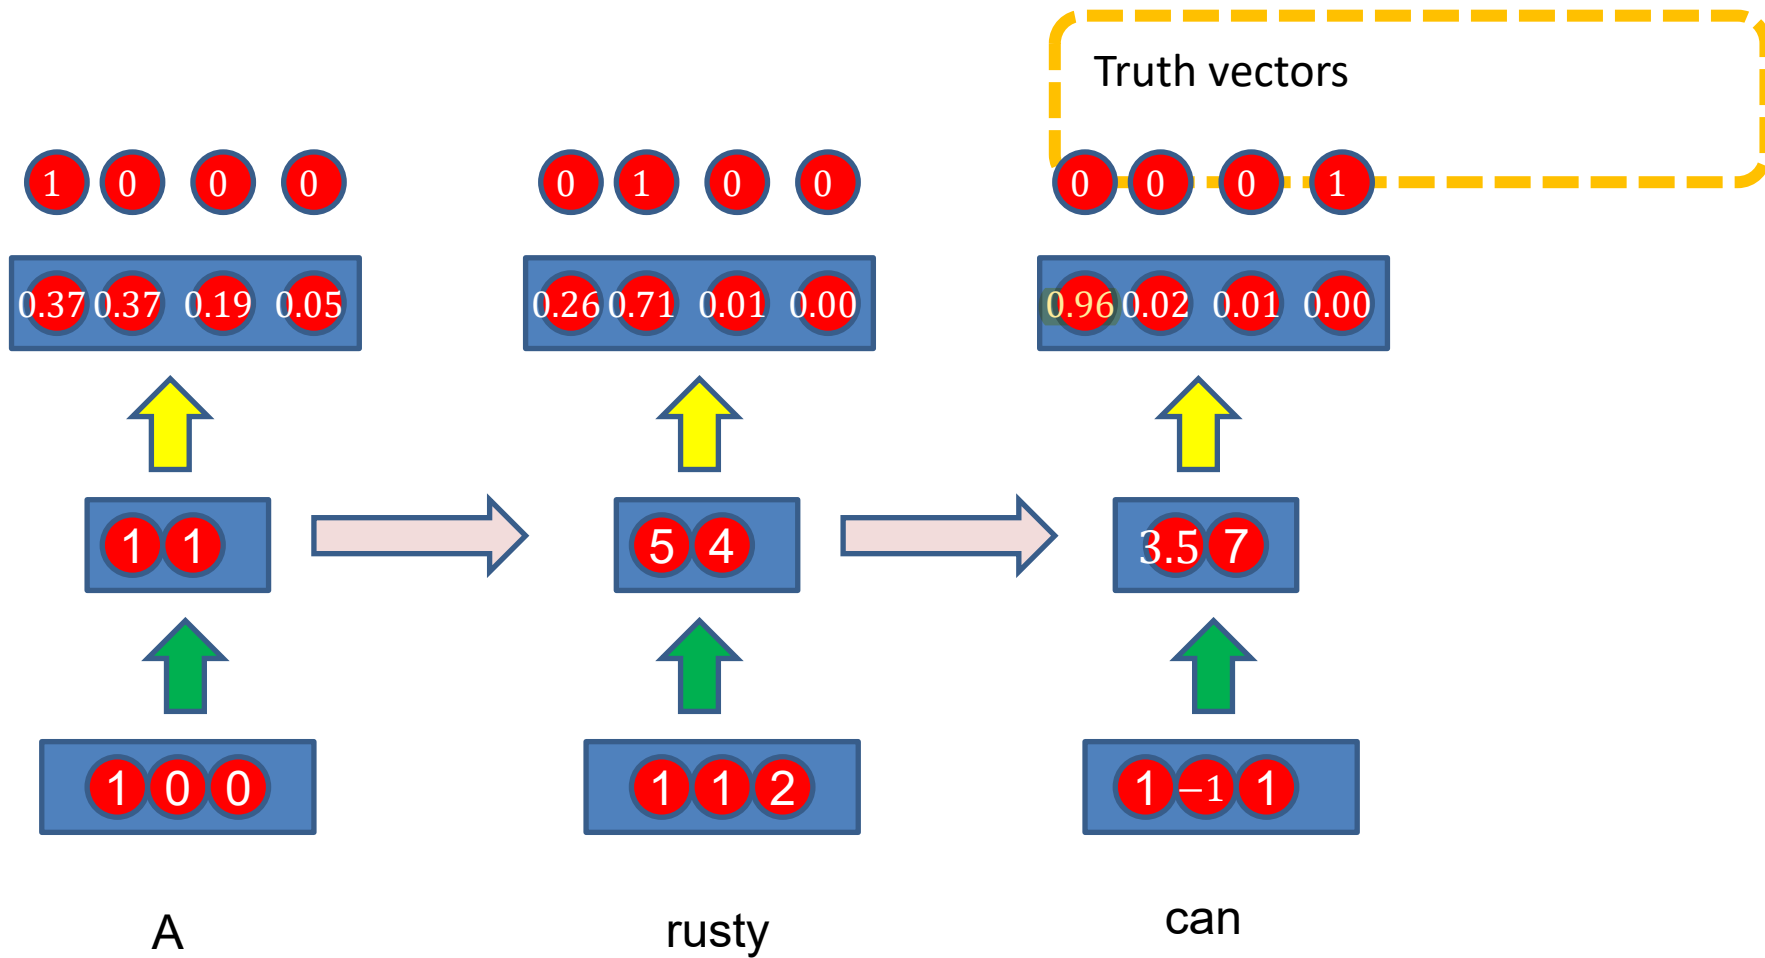 Truth vectors
1 0 0 0
0 1 0 0
0 0 0 1
0.37 0.37 0.19 0.05
0.26 0.71 0.01 0.00
0.96 0.02 0.01 0.00
1 1
5 4
3.5 7
1 0 0
1 1 2
1 −1 1
A
rusty
can